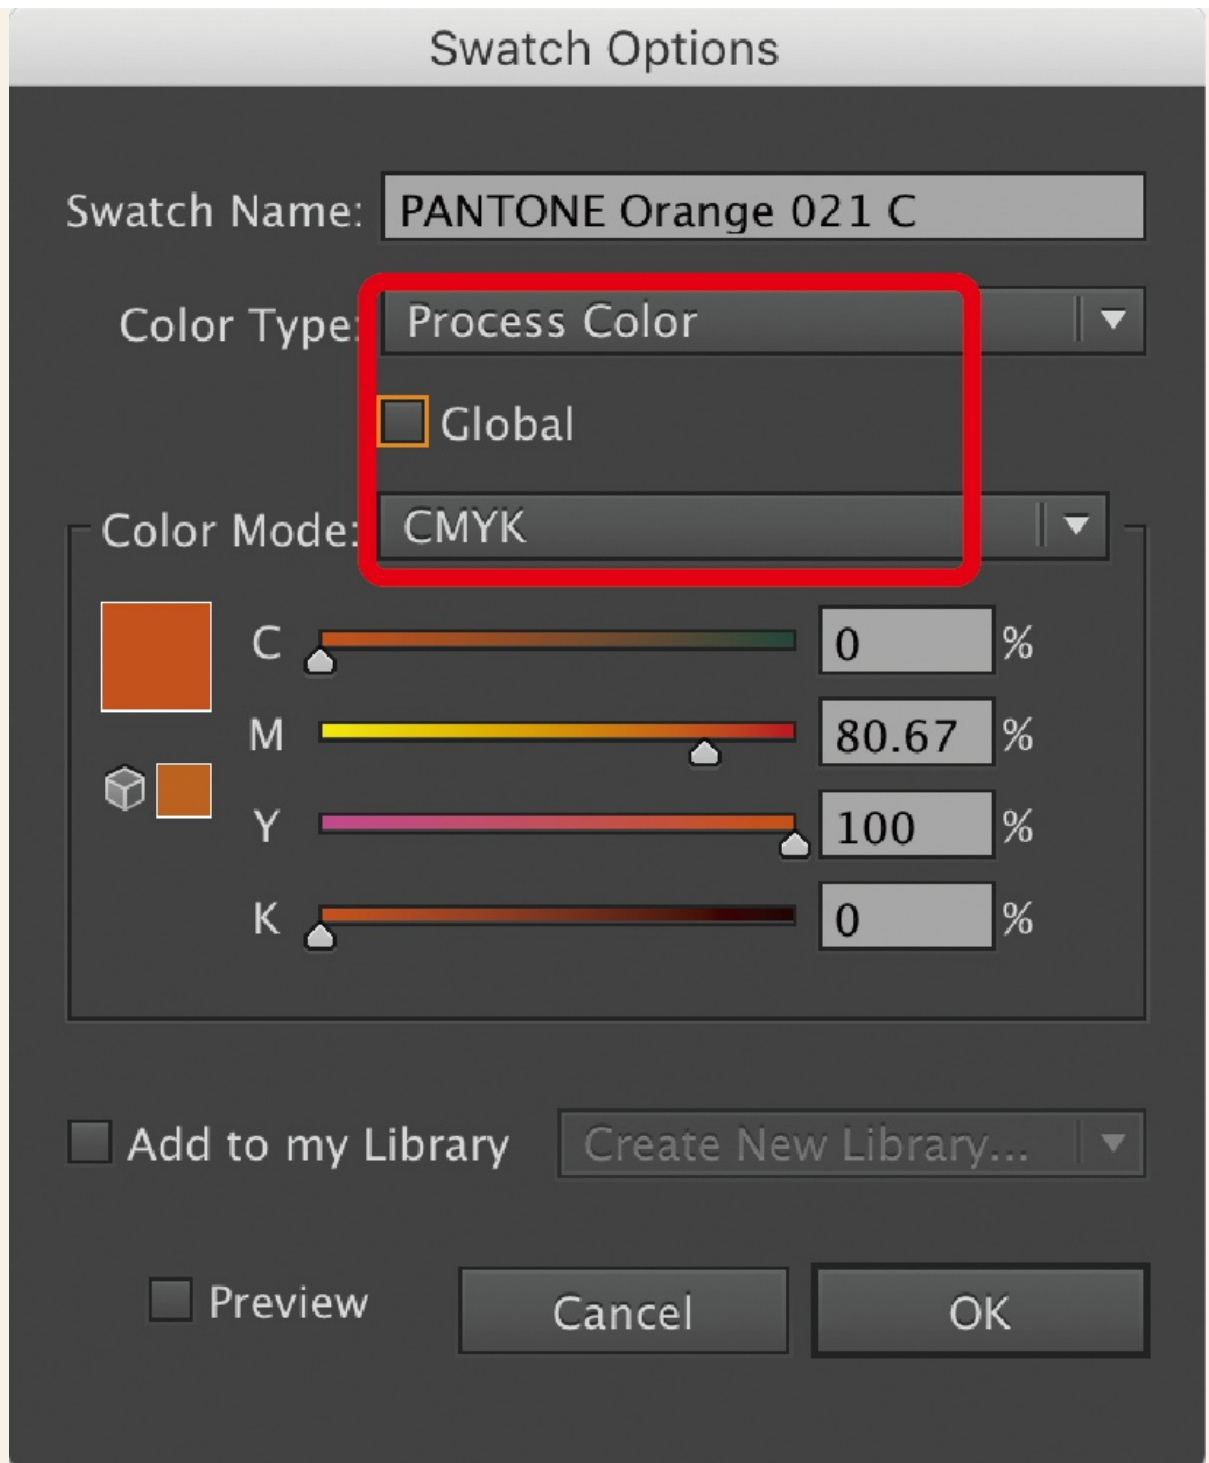 Swatch Options
Swatch Name: PANTONE Orange 021 C
Color Type: Process Color
Global
Color Mode: CMYK
C 0 %
M 80.67 %
Y 100 %
K 0 %
Add to my Library Create New Library...
Preview Cancel OK